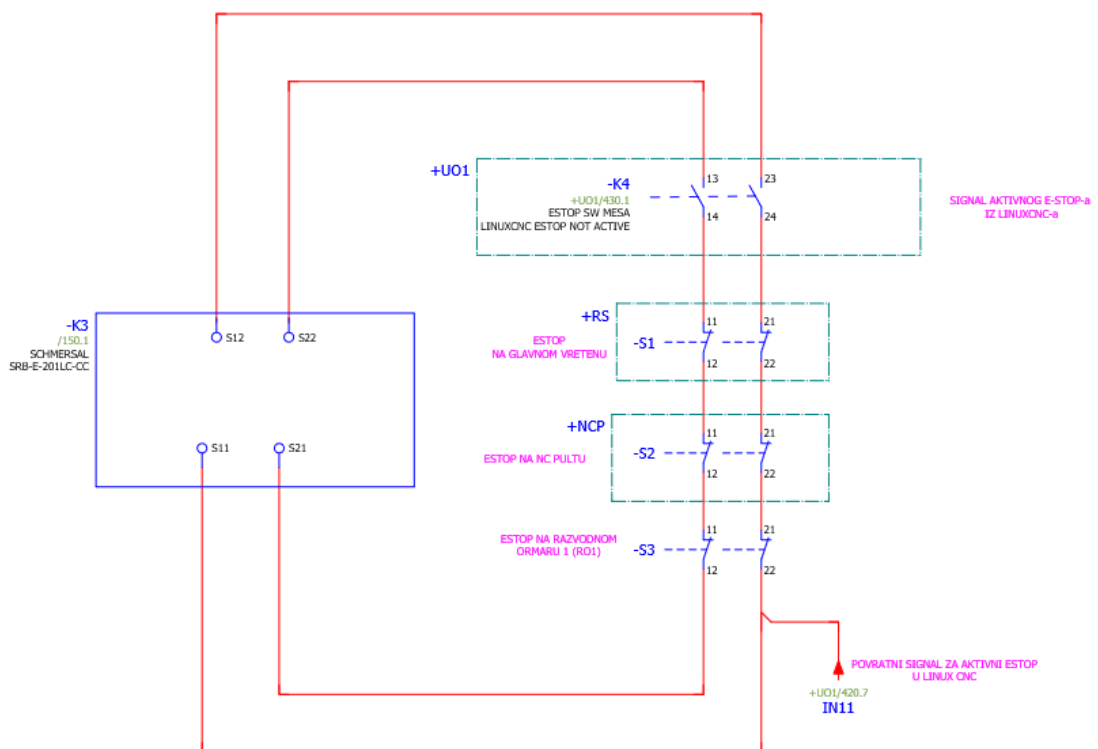 +UO1
-K4
+UO1/430.1
ESTOP SW MESA
LINUXCNC ESTOP NOT ACTIVE
13
23
14
24
SIGNAL AKTIVNOG E-STOP-a
IZ LINUXCNC-a
-K3
/150.1
SCHMERSAL
SRB-E-201LC-CC
S12
S22
S11
S21
+RS
ESTOP
NA GLAVNOM VRETENU
-S1
11
21
12
22
+NCP
ESTOP NA NC PULTU
-S2
11
21
12
22
ESTOP NA RAZVODNOM
ORMARU 1 (RO1)
-S3
11
21
12
22
POVRATNI SIGNAL ZA AKTIVNI ESTOP
U LINUX CNC
+UO1/420.7
IN11